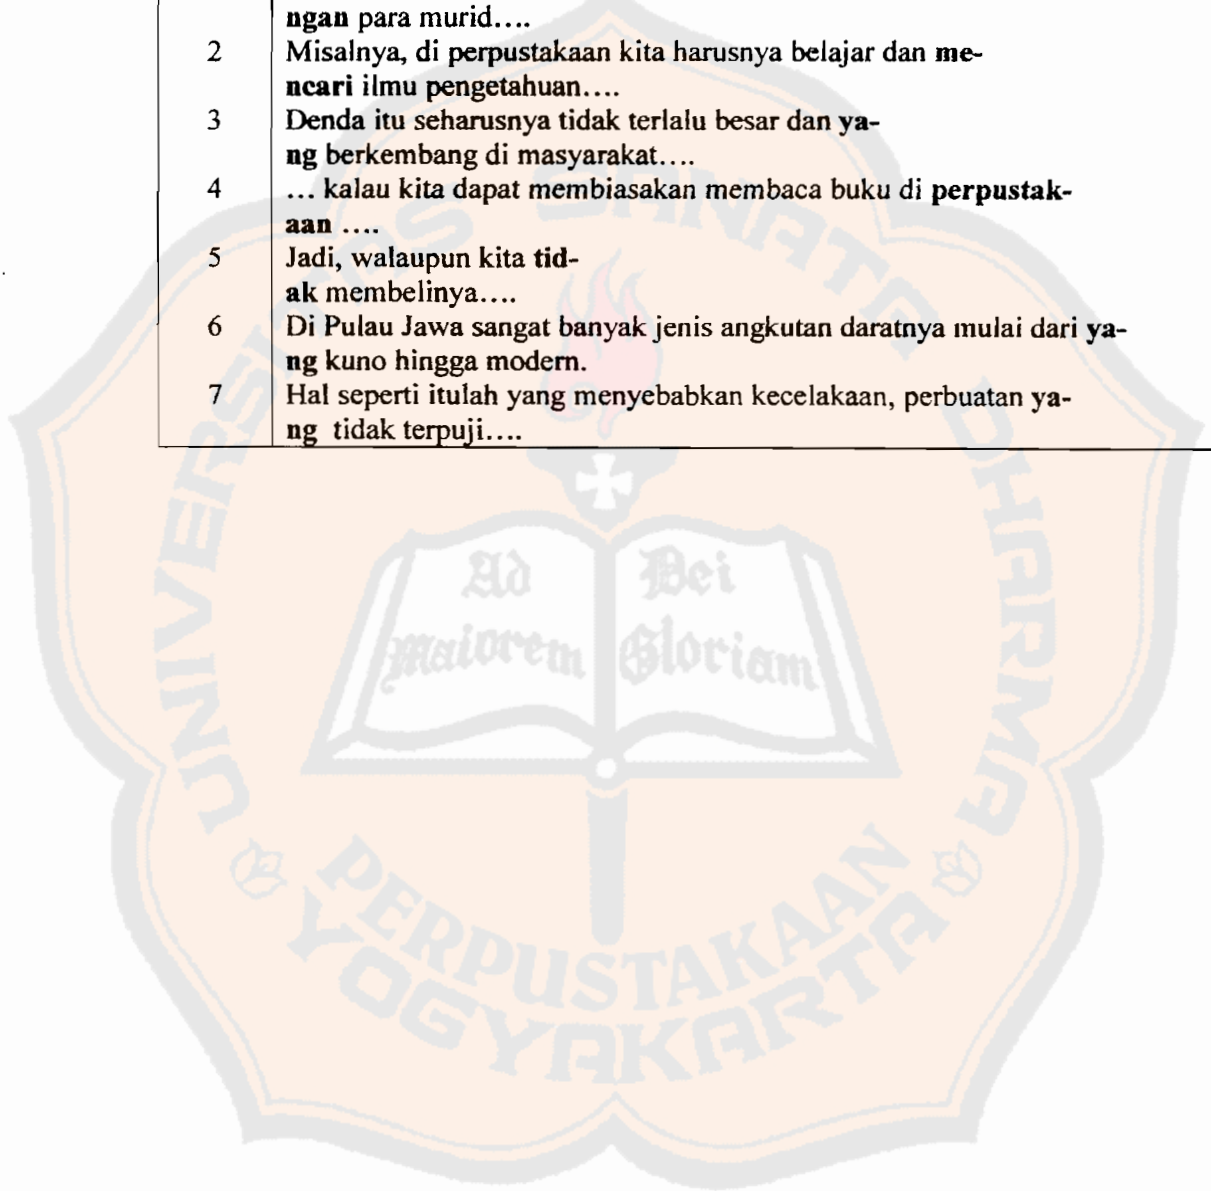 ngan para murid....
2 Misalnya, di perpustakaan kita harusnya belajar dan me-
ncari ilmu pengetahuan....
3 Denda itu seharusnya tidak terlalu besar dan ya-
ng berkembang di masyarakat....
4 ... kalau kita dapat membiasakan membaca buku di perpustak-
aan ....
5 Jadi, walaupun kita tid-
ak membelinya....
6 Di Pulau Jawa sangat banyak jenis angkutan daratnya mulai dari ya-
ng kuno hingga modern.
7 Hal seperti itulah yang menyebabkan kecelakaan, perbuatan ya-
ng tidak terpuji....
UNIVERSITAS SANATA DHARMA
Ad Dei
maiorem Gloriam
PERPUSTAKAAN
YOGYAKARTA